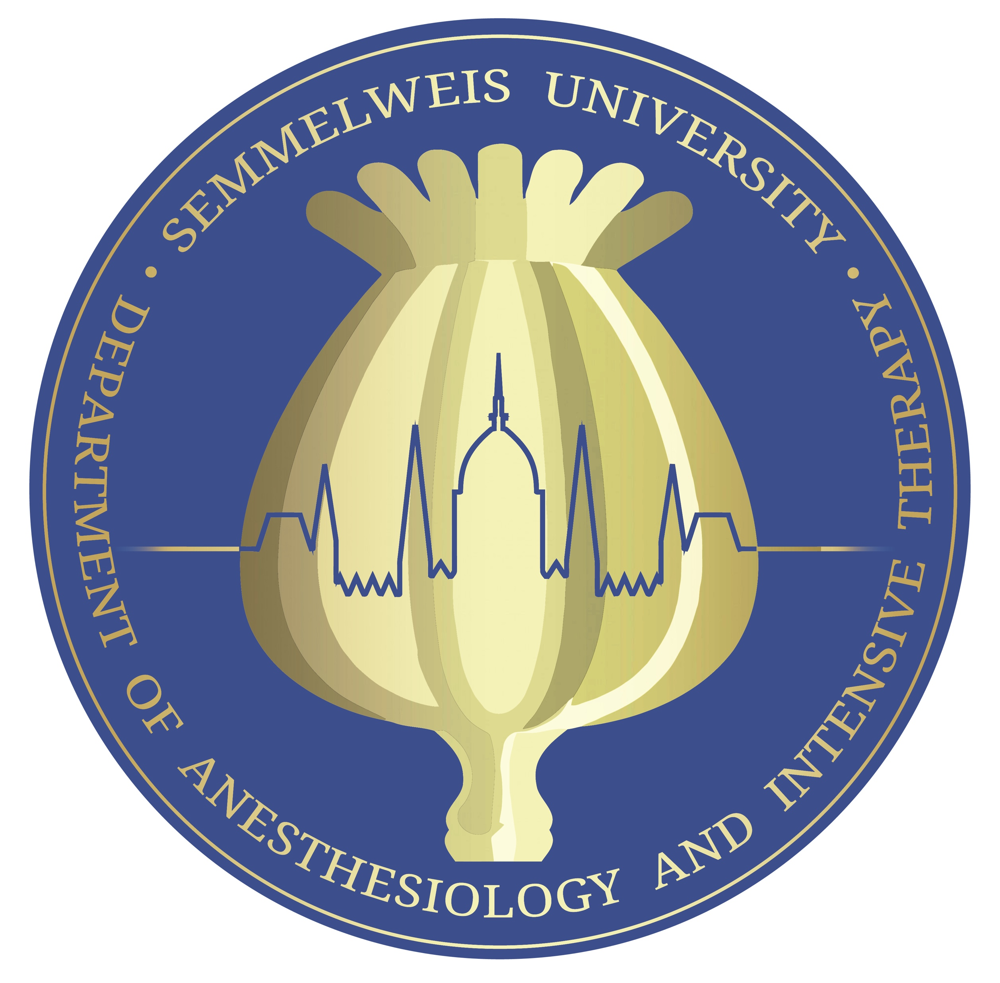 • SEMMELWEIS UNIVERSITY •
DEPARTMENT OF ANESTHESIOLOGY AND INTENSIVE THERAPY